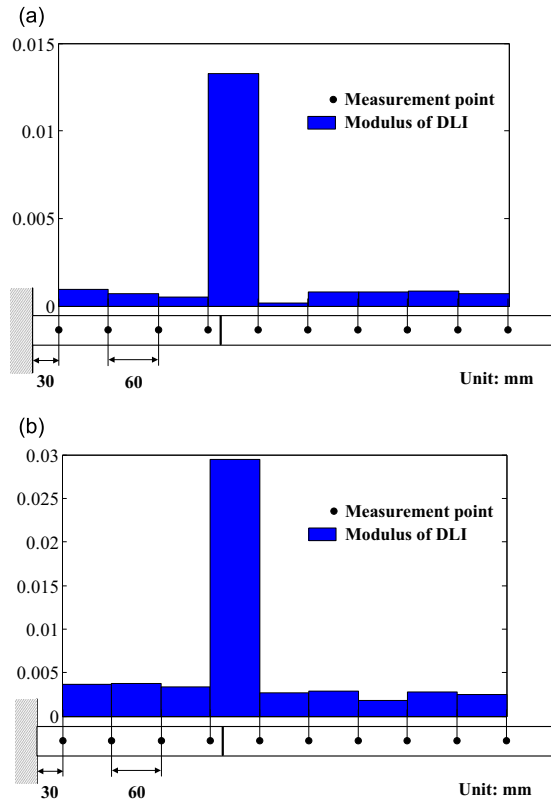 (a)
0.015
0.01
0.005
0
Measurement point
Modulus of DLI
30
60
Unit: mm
(b)
0.03
0.025
0.02
0.015
0.01
0.005
0
Measurement point
Modulus of DLI
30
60
Unit: mm